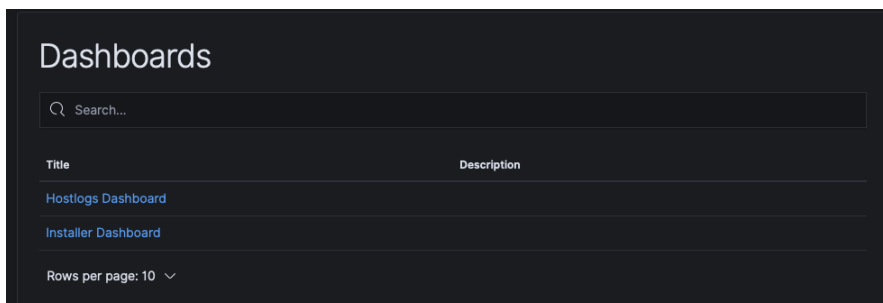 Dashboards
Search...
Title Description
Hostlogs Dashboard
Installer Dashboard
Rows per page: 10